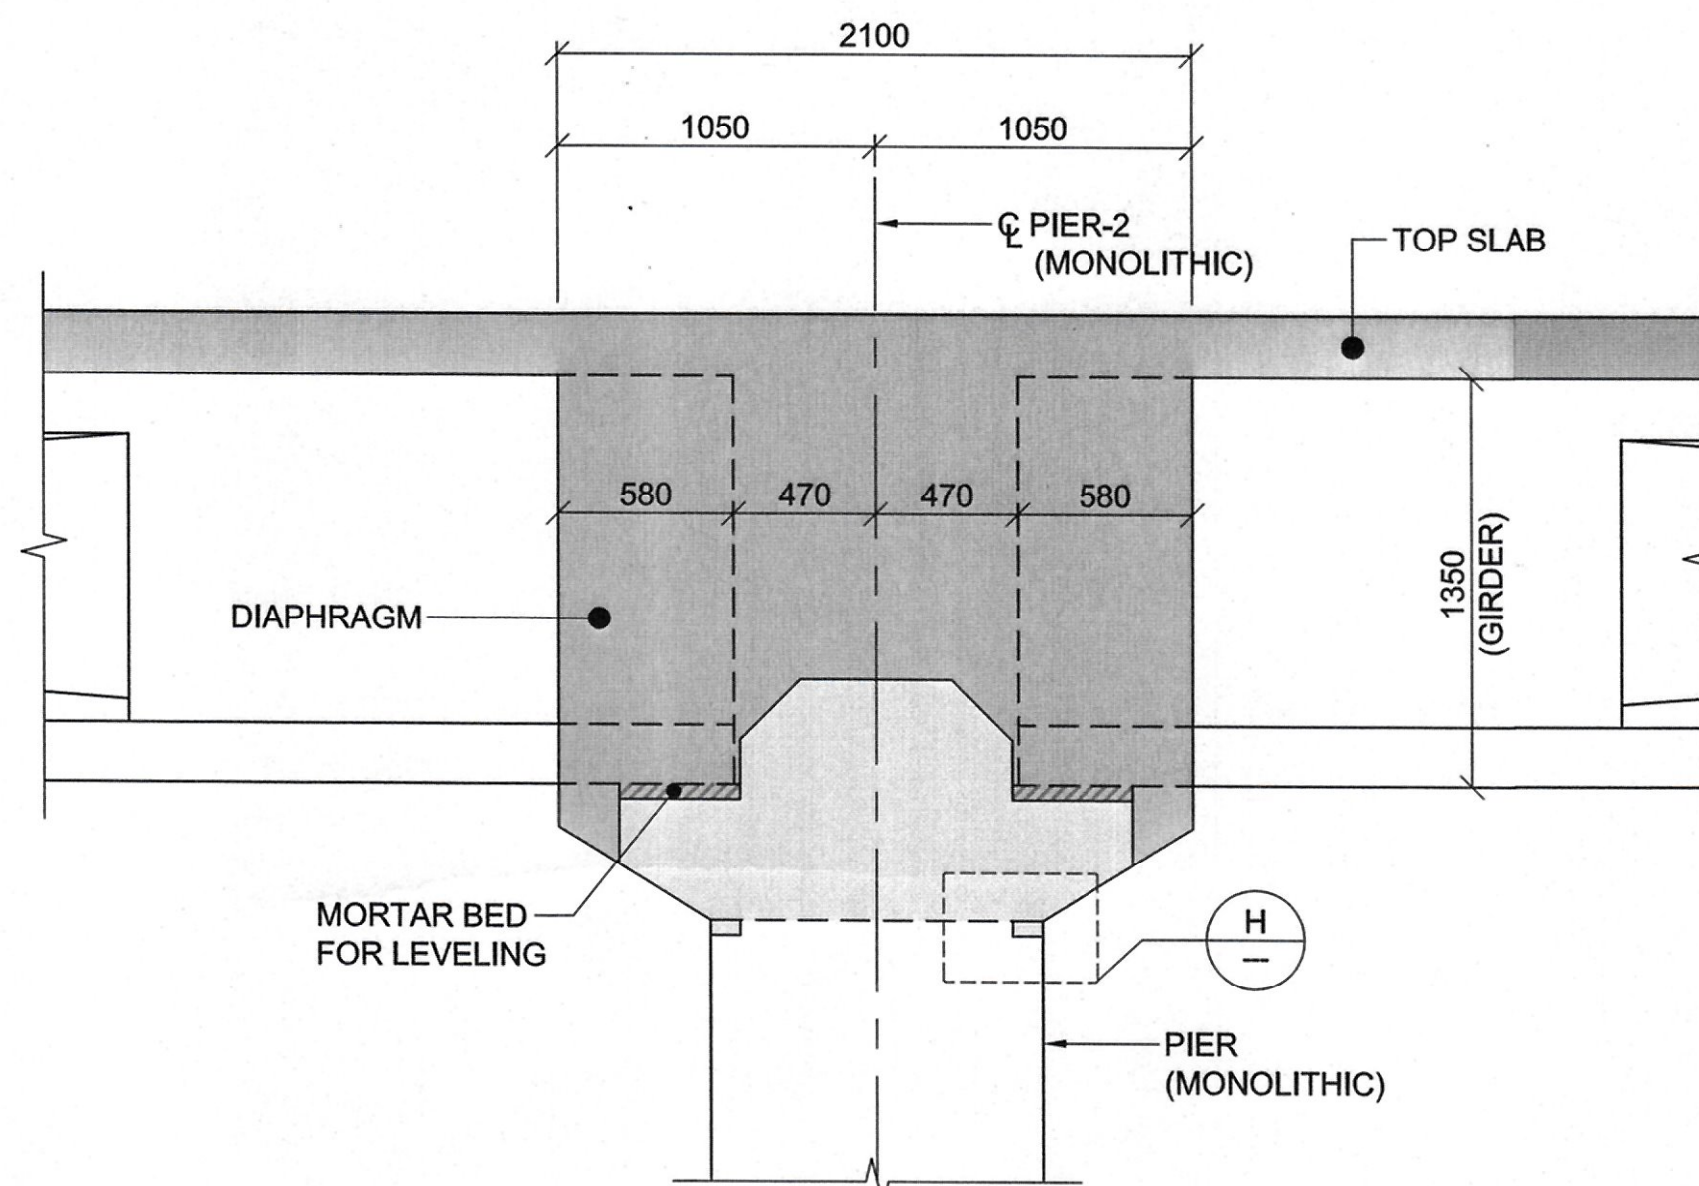 2100
1050
1050
℄ PIER-2
(MONOLITHIC)
TOP SLAB
580
470
470
580
1350
(GIRDER)
DIAPHRAGM
MORTAR BED
FOR LEVELING
H
---
PIER
(MONOLITHIC)